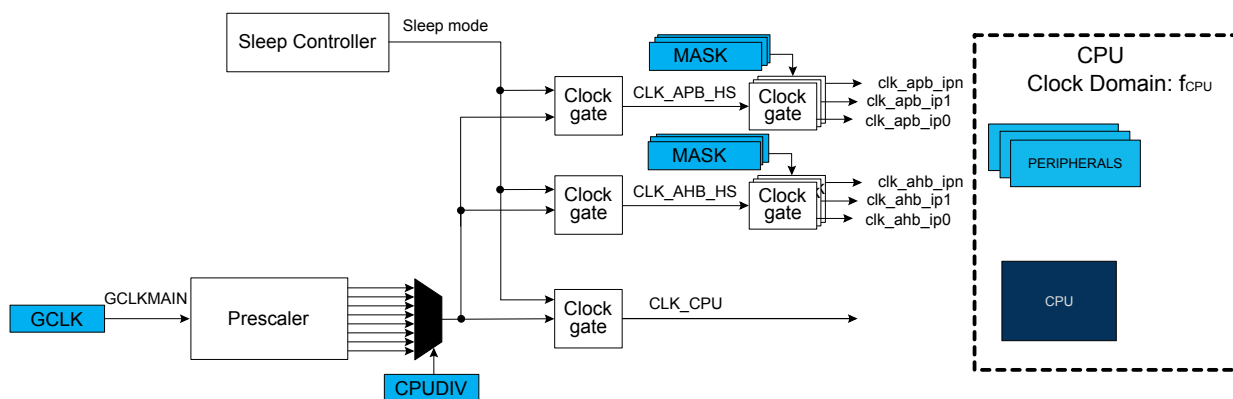 Sleep Controller
Sleep mode
MASK
Clock
gate
CLK_APB_HS
Clock
gate
clk_apb_ipn
clk_apb_ip1
clk_apb_ip0
MASK
Clock
gate
CLK_AHB_HS
Clock
gate
clk_ahb_ipn
clk_ahb_ip1
clk_ahb_ip0
GCLK
GCLKMAIN
Prescaler
CPUDIV
Clock
gate
CLK_CPU
CPU
Clock Domain: fCPU
PERIPHERALS
CPU